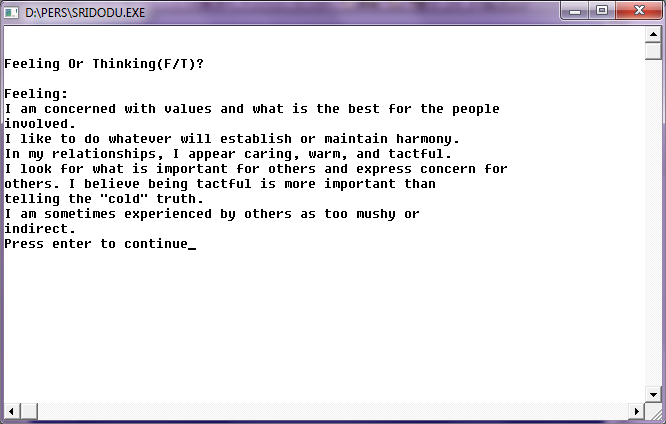 D:\PERS\SRIDODU.EXE
Feeling Or Thinking(F/T)?
Feeling:
I am concerned with values and what is the best for the people
involved.
I like to do whatever will establish or maintain harmony.
In my relationships, I appear caring, warm, and tactful.
I look for what is important for others and express concern for
others. I believe being tactful is more important than
telling the "cold" truth.
I am sometimes experienced by others as too mushy or
indirect.
Press enter to continue_